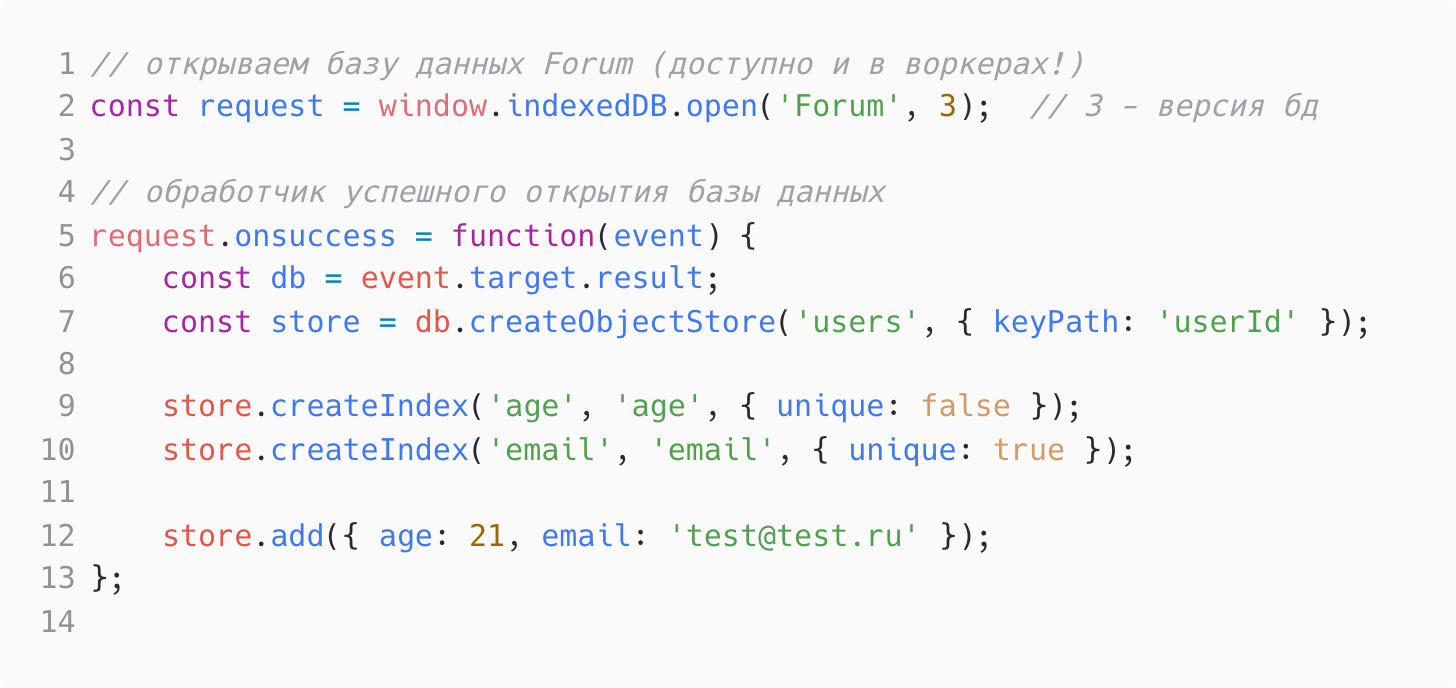 1 // открываем базу данных Forum (доступно и в воркерах!)
2 const request = window.indexedDB.open('Forum', 3);  // 3 – версия бд
3
4 // обработчик успешного открытия базы данных
5 request.onsuccess = function(event) {
6     const db = event.target.result;
7     const store = db.createObjectStore('users', { keyPath: 'userId' });
8
9     store.createIndex('age', 'age', { unique: false });
10     store.createIndex('email', 'email', { unique: true });
11
12     store.add({ age: 21, email: 'test@test.ru' });
13 };
14